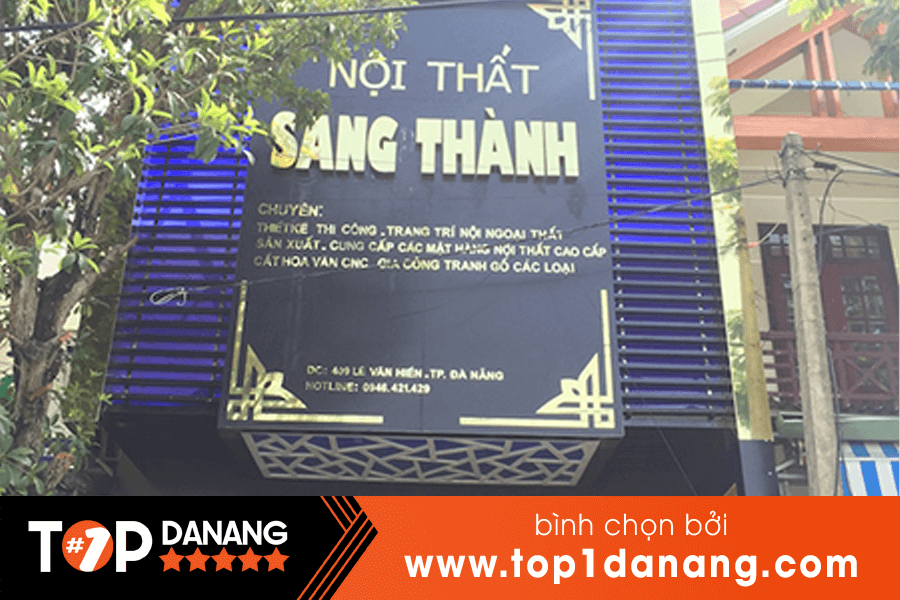 NỘI THẤT
SANG THÀNH
CHUYÊN:
THIẾT KẾ THI CÔNG . TRANG TRÍ NỘI NGOẠI THẤT
SẢN XUẤT . CUNG CẤP CÁC MẶT HÀNG NỘI THẤT CAO CẤP
CẮT HOA VĂN CNC GIA CÔNG TRANH GỖ CÁC LOẠI
ĐC: 409 LÊ VĂN HIẾN . TP. ĐÀ NẴNG
HOTLINE: 0946.421.429
T#1P DANANG
bình chọn bởi
www.top1danang.com